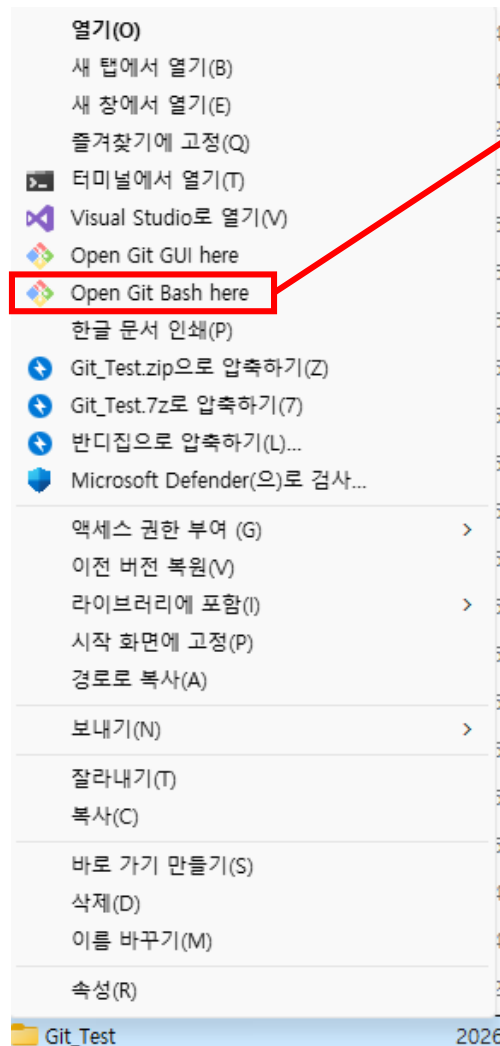 열기(O)
새 탭에서 열기(B)
새 창에서 열기(E)
즐겨찾기에 고정(Q)
터미널에서 열기(T)
Visual Studio로 열기(V)
Open Git GUI here
Open Git Bash here
한글 문서 인쇄(P)
Git_Test.zip으로 압축하기(Z)
Git_Test.7z로 압축하기(7)
반디집으로 압축하기(L)...
Microsoft Defender(으)로 검사...
액세스 권한 부여 (G)
이전 버전 복원(V)
라이브러리에 포함(I)
시작 화면에 고정(P)
경로로 복사(A)
보내기(N)
잘라내기(T)
복사(C)
바로 가기 만들기(S)
삭제(D)
이름 바꾸기(M)
속성(R)
Git_Test 2026